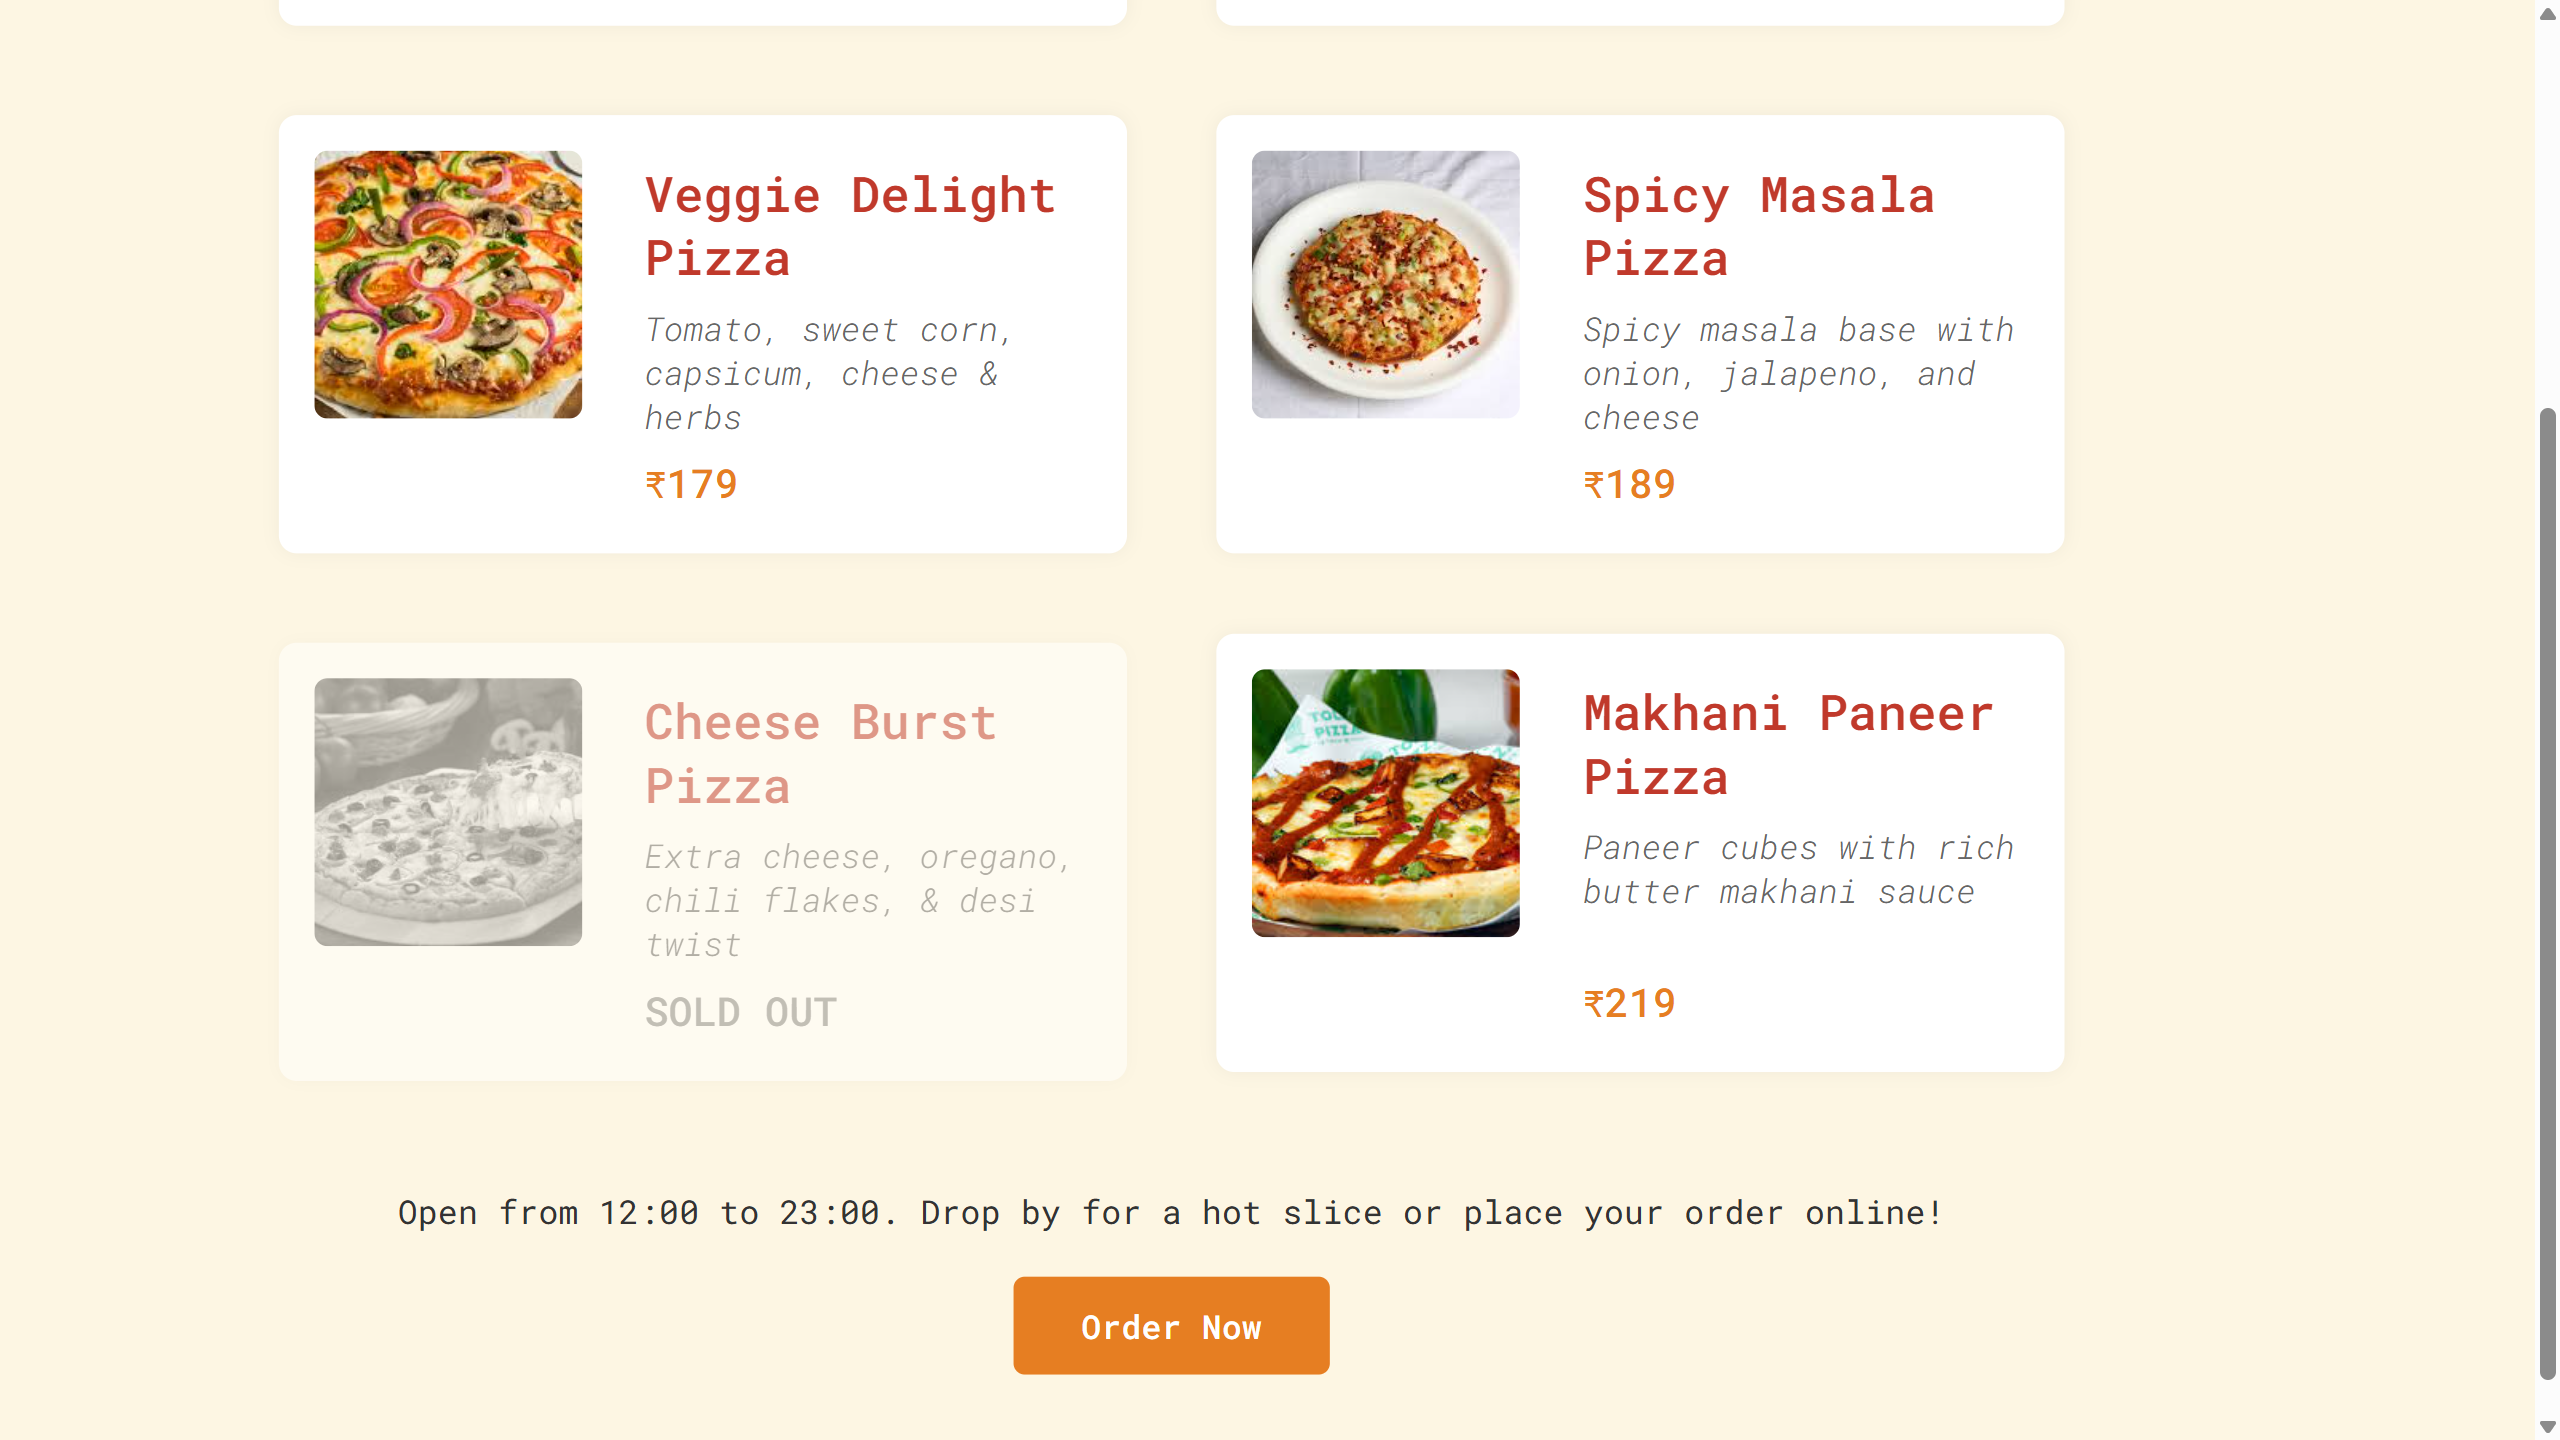 Veggie Delight
Pizza
Tomato, sweet corn,
capsicum, cheese &
herbs
₹179
Spicy Masala
Pizza
Spicy masala base with
onion, jalapeno, and
cheese
₹189
Cheese Burst
Pizza
Extra cheese, oregano,
chili flakes, & desi
twist
SOLD OUT
Makhani Paneer
Pizza
Paneer cubes with rich
butter makhani sauce
₹219
Open from 12:00 to 23:00. Drop by for a hot slice or place your order online!
Order Now